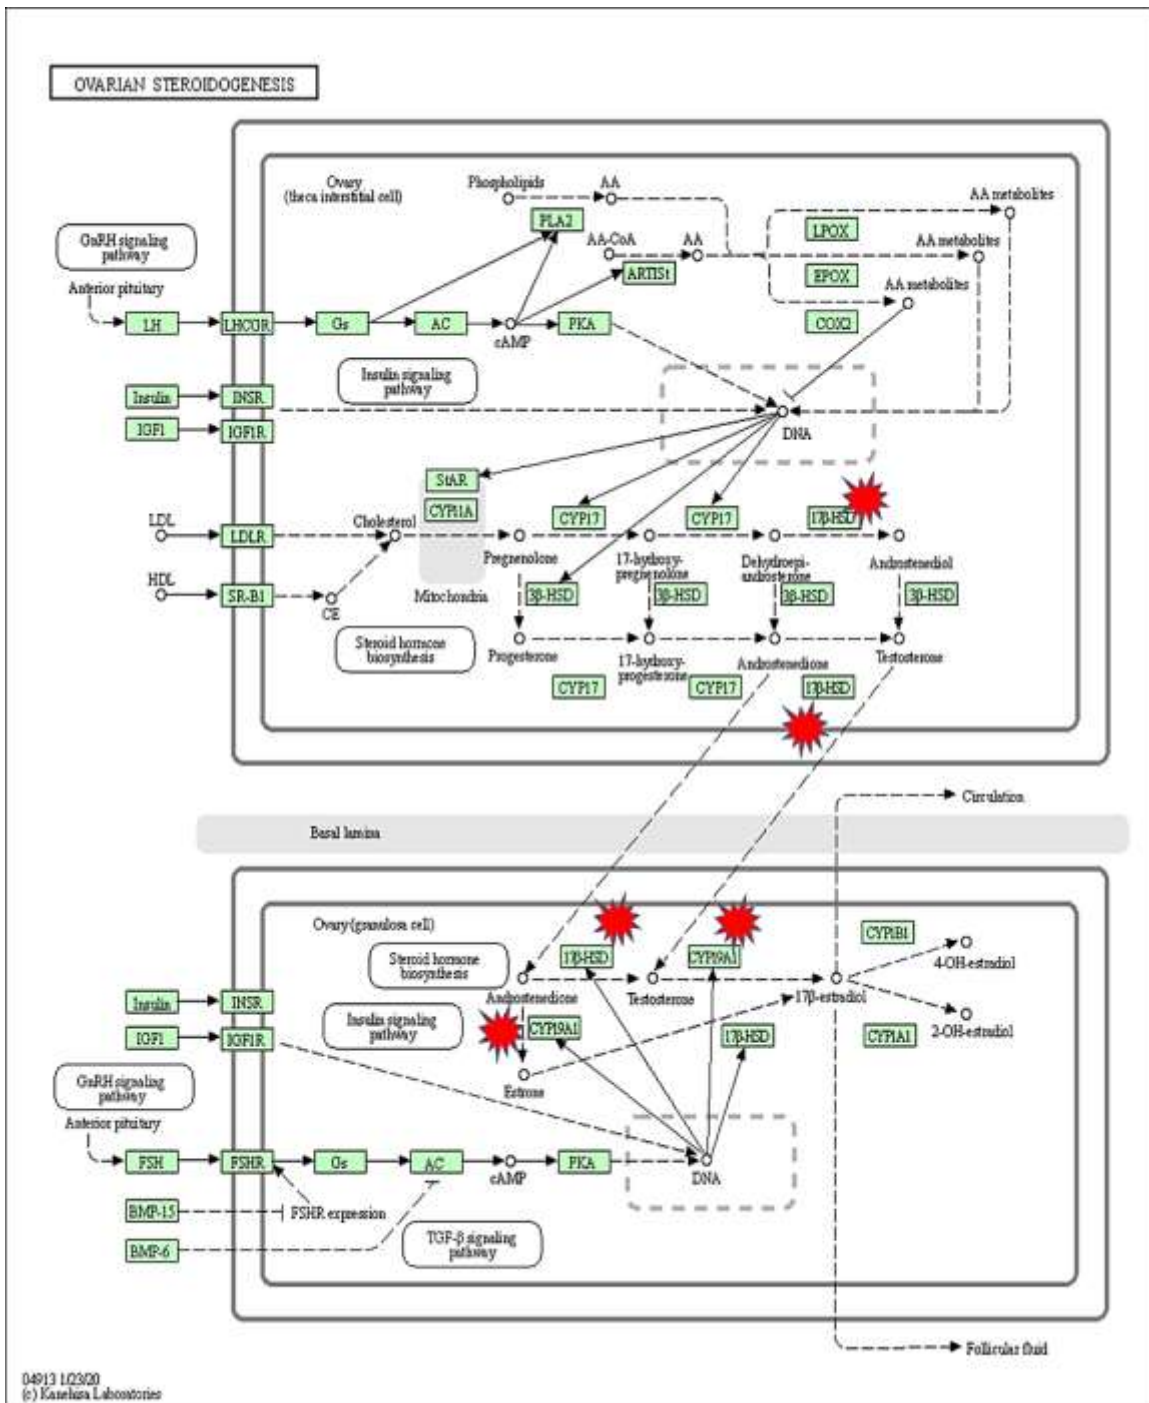 OVARIAN STEROIDOGENESIS
Ovary
(theca interstitial cell)
Phospholipids
AA
AA metabolites
PLA2
LPOX
GnRH signaling
pathway
AA-CoA
AA
AA metabolites
ARTISt
EPOX
Anterior pituitary
AA metabolites
LH
LHCGR
Gs
AC
cAMP
PKA
COX2
Insulin signaling
pathway
Insulin
INSR
IGF1
IGF1R
DNA
StAR
CYP11A
CYP17
CYP17
17β-HSD
LDL
LDLR
Cholesterol
Pregnenolone
17-hydroxy-
pregnenolone
Dehydroepi-
androsterone
Androstenediol
HDL
SR-B1
CE
Mitochondria
3β-HSD
3β-HSD
3β-HSD
3β-HSD
Steroid hormone
biosynthesis
Progesterone
17-hydroxy-
progesterone
Androstenedione
Testosterone
CYP17
CYP17
17β-HSD
Circulation
Basal lamina
Ovary (granulosa cell)
Steroid hormone
biosynthesis
17β-HSD
CYP19A1
CYP1B1
4-OH-estradiol
Androstenedione
Testosterone
17β-estradiol
Insulin
INSR
Insulin signaling
pathway
CYP19A1
17β-HSD
CYP1A1
2-OH-estradiol
IGF1
IGF1R
Estrone
GnRH signaling
pathway
Anterior pituitary
FSH
FSHR
Gs
AC
cAMP
PKA
DNA
BMP-15
FSHR expression
BMP-6
TGF-β signaling
pathway
Follicular fluid
04913 1/23/20
(c) Kanehisa Laboratories